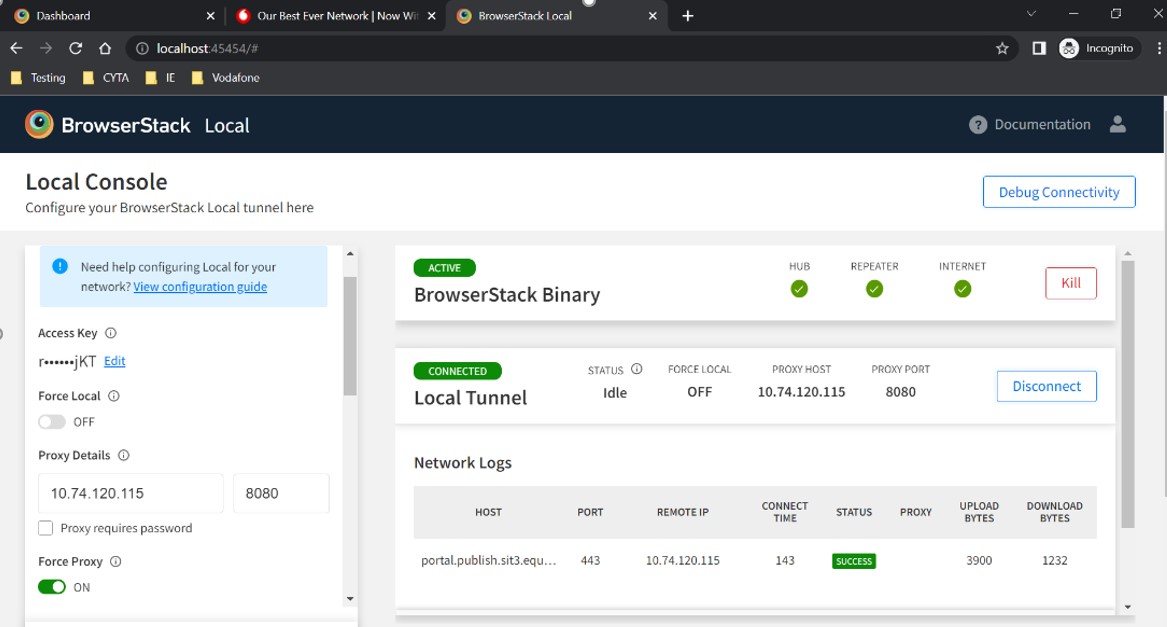 Dashboard
Our Best Ever Network | Now Wit
BrowserStack Local
localhost:45454/#
Incognito
Testing
CYTA
IE
Vodafone
BrowserStack Local
Documentation
Local Console
Configure your BrowserStack Local tunnel here
Debug Connectivity
Need help configuring Local for your
network? View configuration guide
Access Key
r••••••jKT Edit
Force Local
OFF
Proxy Details
10.74.120.115 8080
Proxy requires password
Force Proxy
ON
ACTIVE
BrowserStack Binary
HUB REPEATER INTERNET
Kill
CONNECTED
Local Tunnel
STATUS FORCE LOCAL PROXY HOST PROXY PORT
Idle OFF 10.74.120.115 8080
Disconnect
Network Logs
HOST PORT REMOTE IP CONNECT TIME STATUS PROXY UPLOAD BYTES DOWNLOAD BYTES
portal.publish.sit3.equ... 443 10.74.120.115 143 SUCCESS 3900 1232